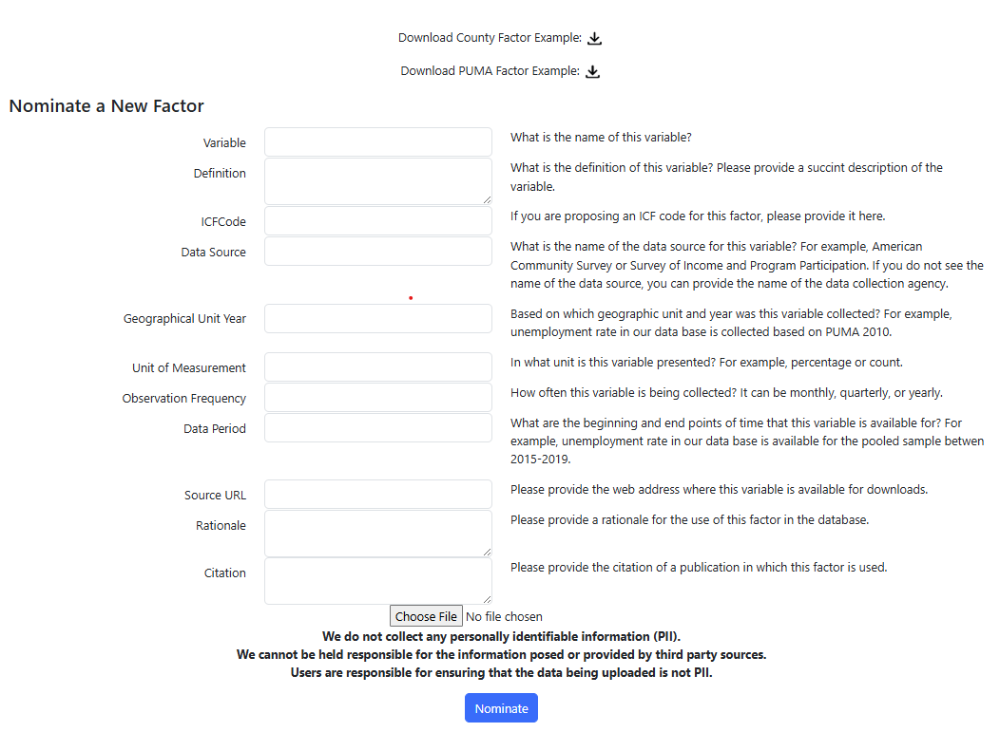 Download County Factor Example:
Download PUMA Factor Example:
Nominate a New Factor
Variable
What is the name of this variable?
Definition
What is the definition of this variable? Please provide a succint description of the
variable.
ICFCode
If you are proposing an ICF code for this factor, please provide it here.
Data Source
What is the name of the data source for this variable? For example, American
Community Survey or Survey of Income and Program Participation. If you do not see the
name of the data source, you can provide the name of the data collection agency.
Geographical Unit Year
Based on which geographic unit and year was this variable collected? For example,
unemployment rate in our data base is collected based on PUMA 2010.
Unit of Measurement
In what unit is this variable presented? For example, percentage or count.
Observation Frequency
How often this variable is being collected? It can be monthly, quarterly, or yearly.
Data Period
What are the beginning and end points of time that this variable is available for? For
example, unemployment rate in our data base is available for the pooled sample betwen
2015-2019.
Source URL
Please provide the web address where this variable is available for downloads.
Rationale
Please provide a rationale for the use of this factor in the database.
Citation
Please provide the citation of a publication in which this factor is used.
Choose File No file chosen
We do not collect any personally identifiable information (PII).
We cannot be held responsible for the information posed or provided by third party sources.
Users are responsible for ensuring that the data being uploaded is not PII.
Nominate